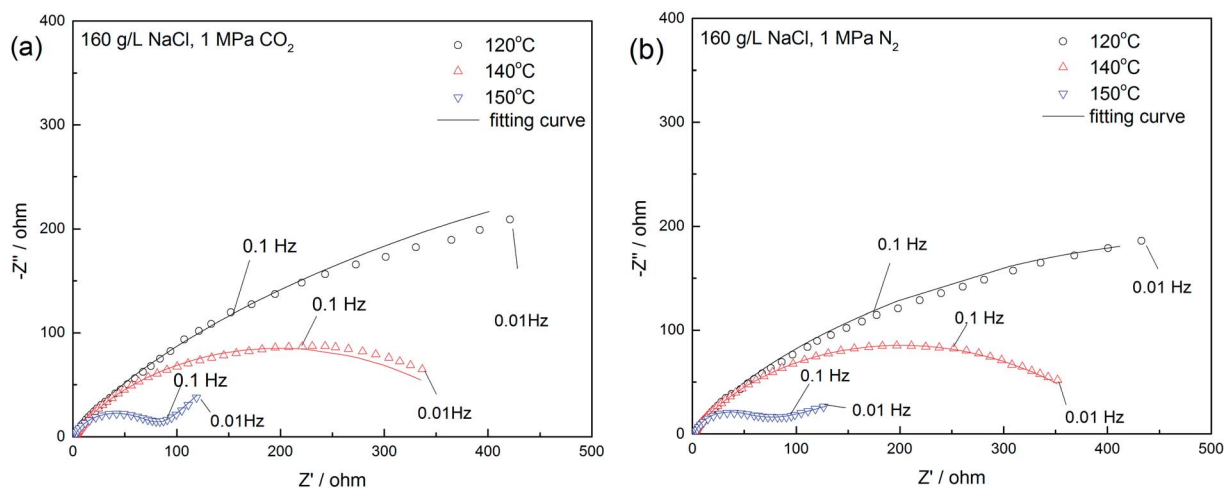 (a)
160 g/L NaCl, 1 MPa CO₂
120°C
140°C
150°C
fitting curve
400
300
200
100
0
-Z'' / ohm
0.1 Hz
0.1 Hz
0.1 Hz
0.01Hz
0.01Hz
0.01Hz
0 100 200 300 400 500
Z' / ohm
(b)
160 g/L NaCl, 1 MPa N₂
120°C
140°C
150°C
fitting curve
400
300
200
100
0
-Z'' / ohm
0.1 Hz
0.01 Hz
0.1 Hz
0.1 Hz
0.01 Hz
0.01 Hz
0 100 200 300 400 500
Z' / ohm